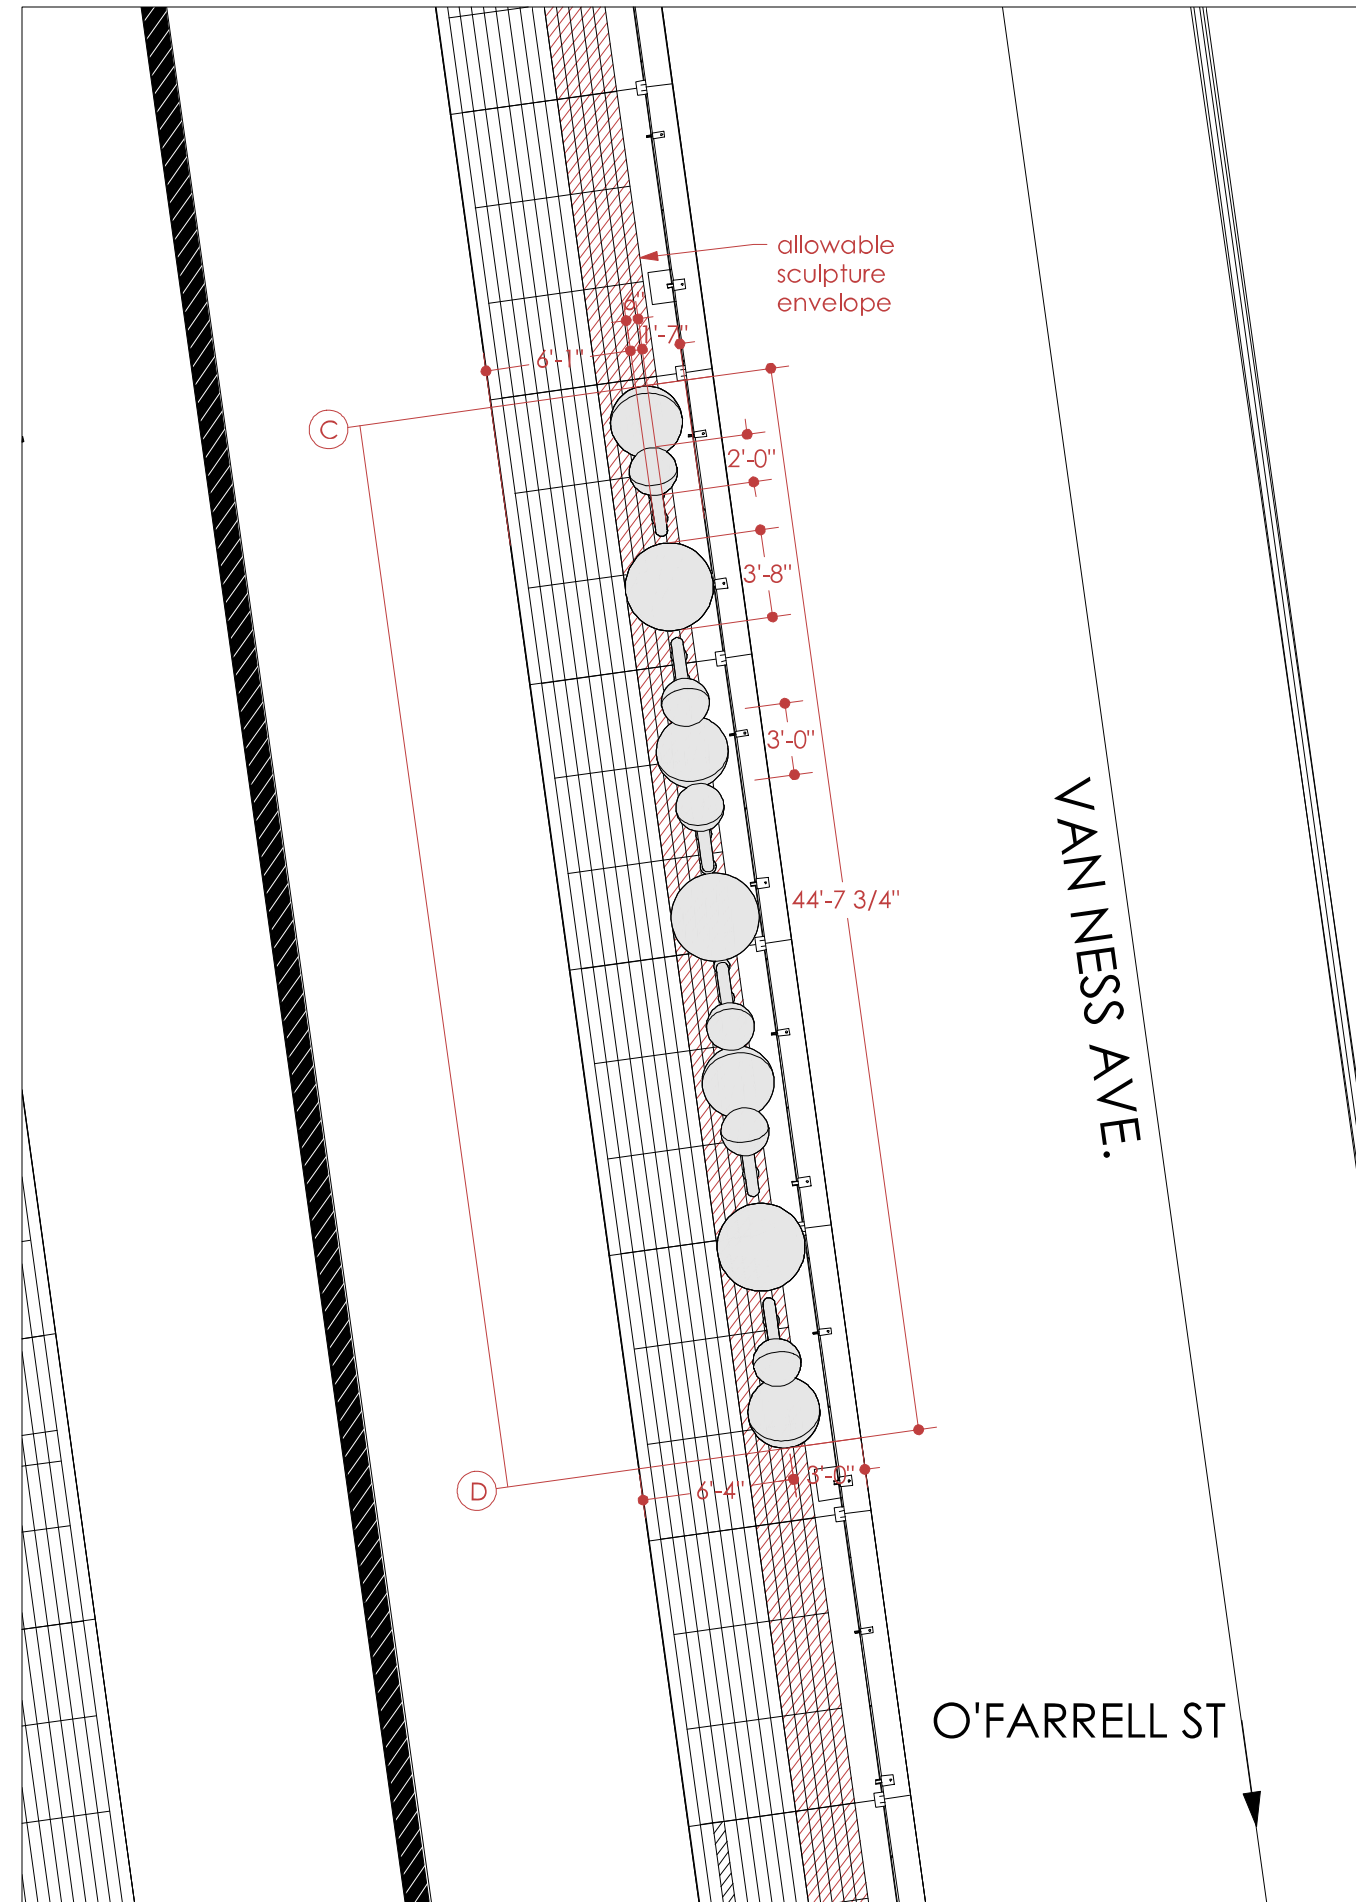 allowable
sculpture
envelope
6"
1'-7"
6'-1"
C
2'-0"
3'-8"
3'-0"
44'-7 3/4"
VAN NESS AVE.
D
6'-4"
3'-0"
O'FARRELL ST